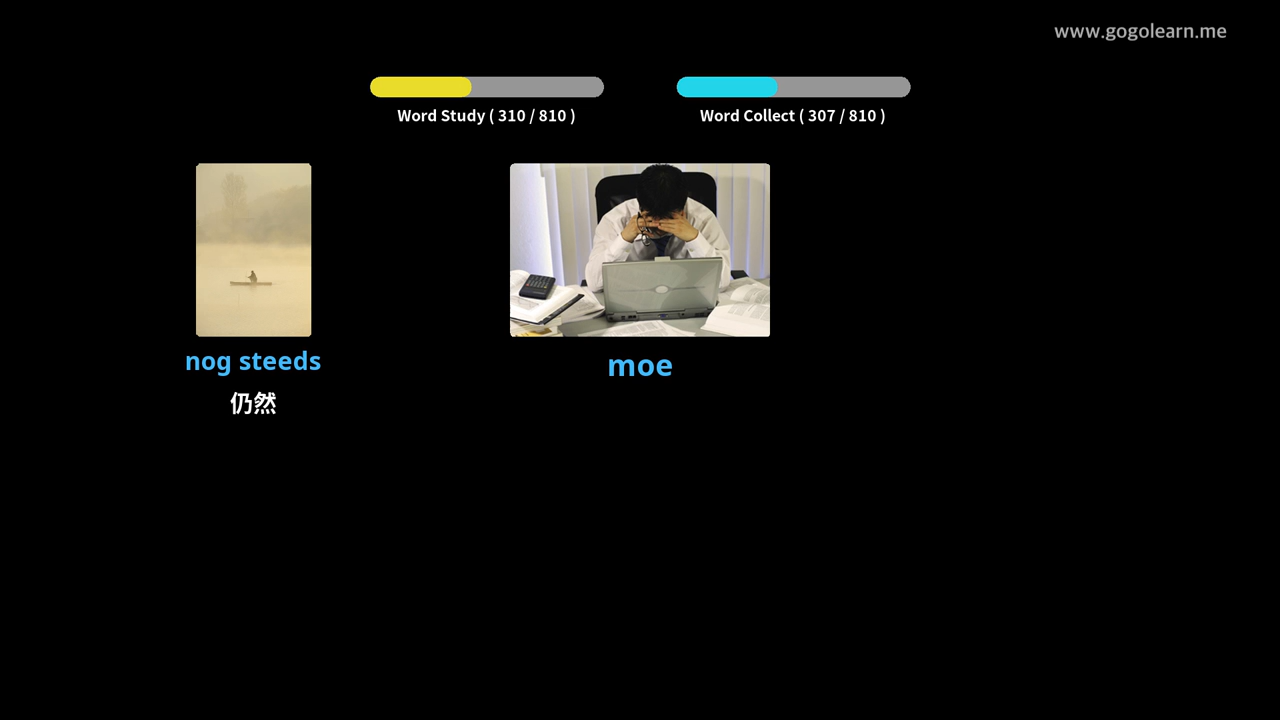 www.gogolearn.me
Word Study ( 310 / 810 )
Word Collect ( 307 / 810 )
nog steeds
仍然
moe